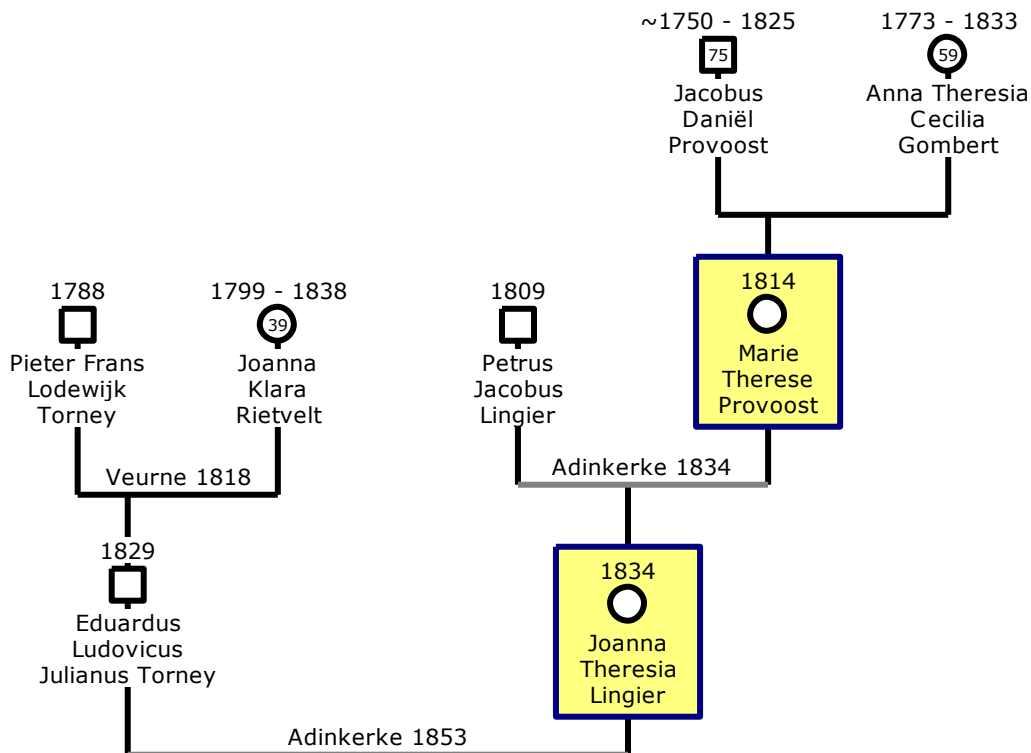 ~1750 - 1825
75
Jacobus
Daniël
Provoost
1773 - 1833
59
Anna Theresia
Cecilia
Gombert
1788
Pieter Frans
Lodewijk
Torney
1799 - 1838
39
Joanna
Klara
Rietvelt
1809
Petrus
Jacobus
Lingier
1814
Marie
Therese
Provoost
Veurne 1818
Adinkerke 1834
1829
Eduardus
Ludovicus
Julianus Torney
1834
Joanna
Theresia
Lingier
Adinkerke 1853